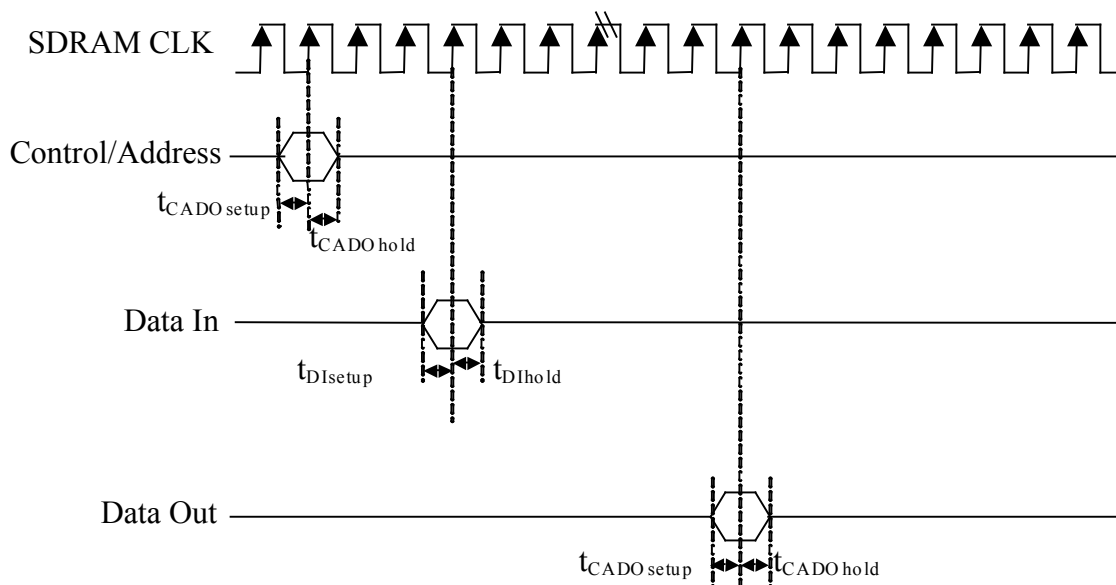 SDRAM CLK
Control/Address
tCADO setup
tCADO hold
Data In
tDIsetup
tDIhold
Data Out
tCADO setup
tCADO hold